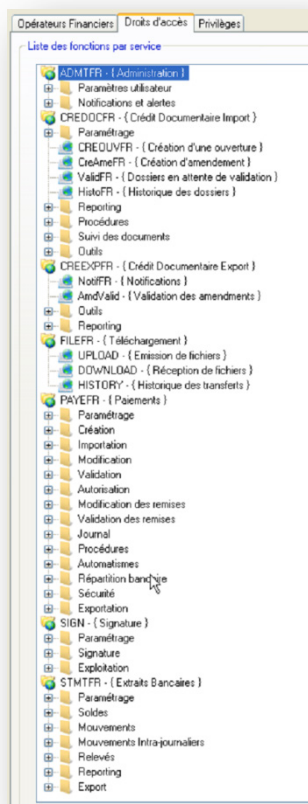 Opérateurs Financiers Droits d'accès Privilèges
Liste des fonctions par service
ADMTFR - { Administration }
Paramètres utilisateur
Notifications et alertes
CREDOCFR - { Crédit Documentaire Import }
Paramétrage
CREOUVFR - { Création d'une ouverture }
CreAmeFR - { Création d'amendement }
ValidFR - { Dossiers en attente de validation }
HistoFR - { Historique des dossiers }
Reporting
Procédures
Suivi des documents
Outils
CREEXPFR - { Crédit Documentaire Export }
NotifFR - { Notifications }
AmdValid - { Validation des amendments }
Outils
Reporting
FILEFR - { Téléchargement }
UPLOAD - { Emission de fichiers }
DOWNLOAD - { Réception de fichiers }
HISTORY - { Historique des transferts }
PAYEFR - { Paiements }
Paramétrage
Création
Importation
Modification
Validation
Autorisation
Modification des remises
Validation des remises
Journal
Procédures
Automatismes
Répartition bancaire
Sécurité
Exportation
SIGN - { Signature }
Paramétrage
Signature
Exploitation
STMTFR - { Extraits Bancaires }
Paramétrage
Soldes
Mouvements
Mouvements Intra-journaliers
Relevés
Reporting
Export